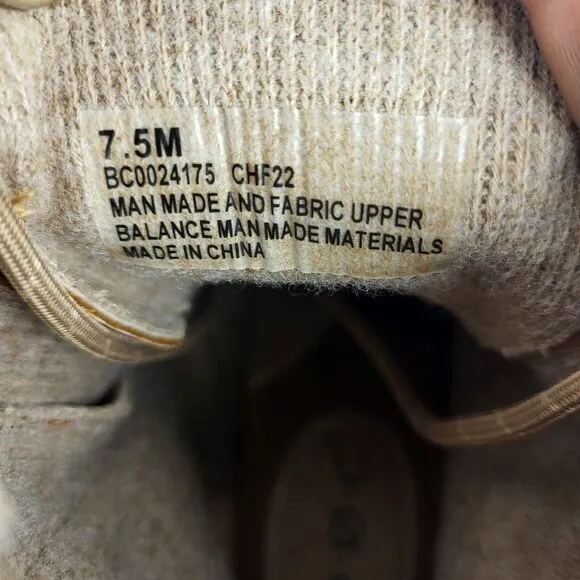 7.5M
BC0024175 CHF22
MAN MADE AND FABRIC UPPER
BALANCE MAN MADE MATERIALS
MADE IN CHINA